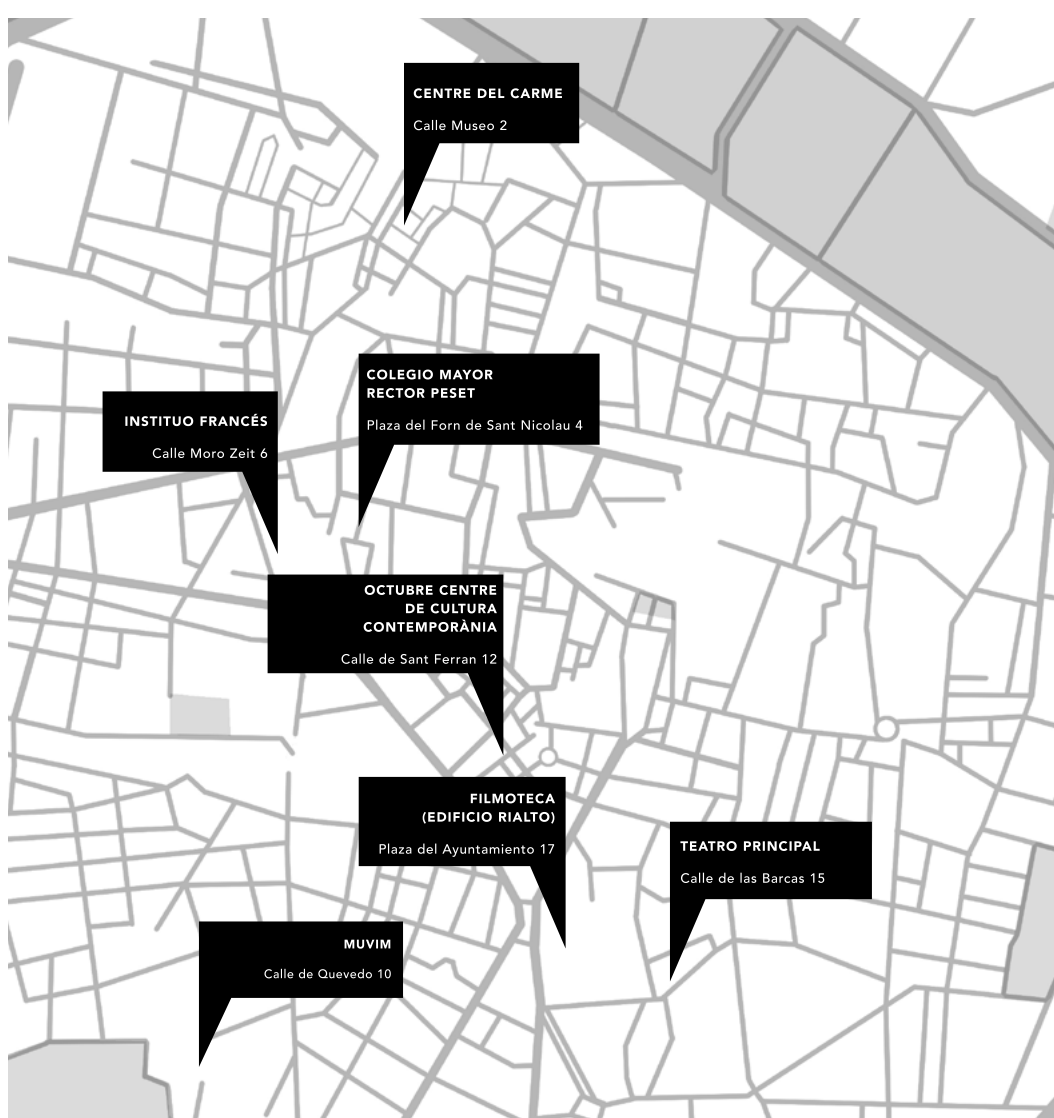 CENTRE DEL CARME
Calle Museo 2
COLEGIO MAYOR
RECTOR PESET
Plaza del Forn de Sant Nicolau 4
INSTITUO FRANCÉS
Calle Moro Zeit 6
OCTUBRE CENTRE
DE CULTURA
CONTEMPORÀNIA
Calle de Sant Ferran 12
FILMOTECA
(EDIFICIO RIALTO)
Plaza del Ayuntamiento 17
TEATRO PRINCIPAL
Calle de las Barcas 15
MUVIM
Calle de Quevedo 10